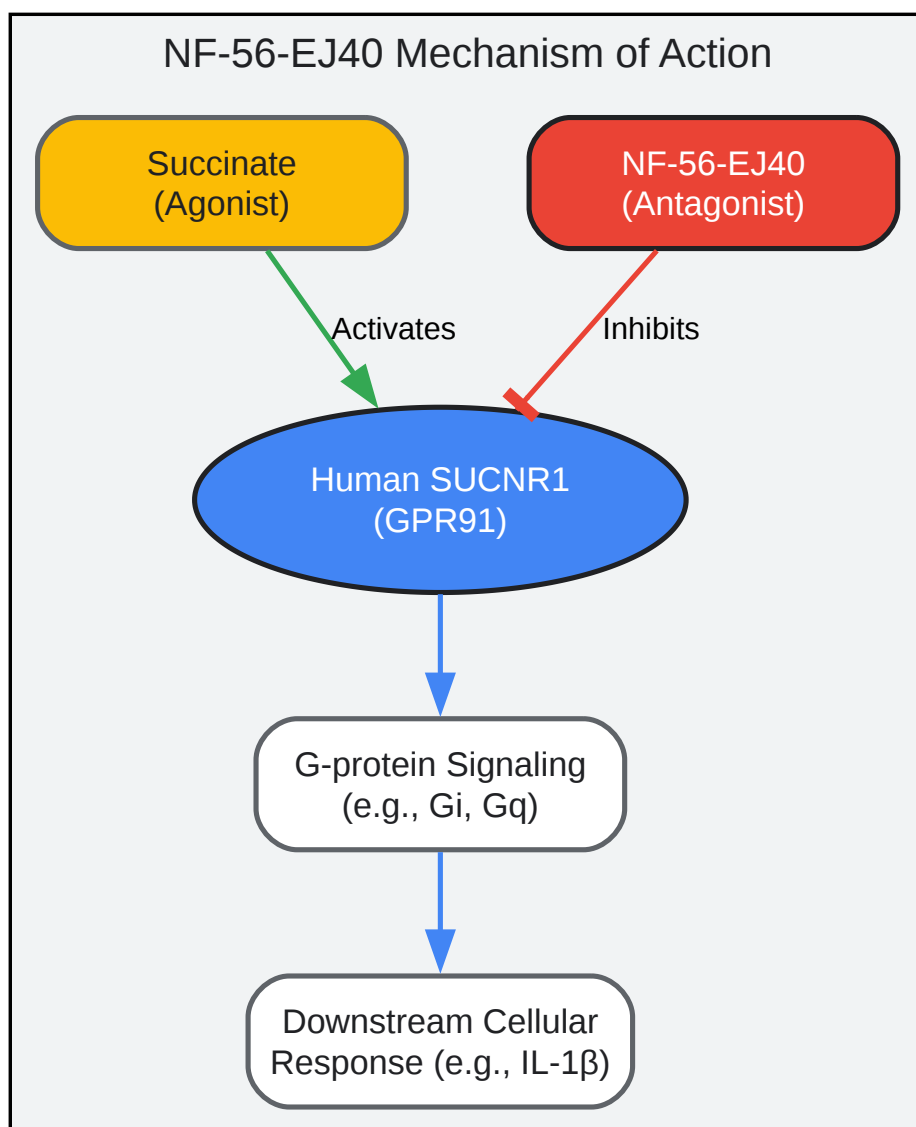 NF-56-EJ40 Mechanism of Action
Succinate
(Agonist)
NF-56-EJ40
(Antagonist)
Activates
Inhibits
Human SUCNR1
(GPR91)
G-protein Signaling
(e.g., Gi, Gq)
Downstream Cellular
Response (e.g., IL-1β)